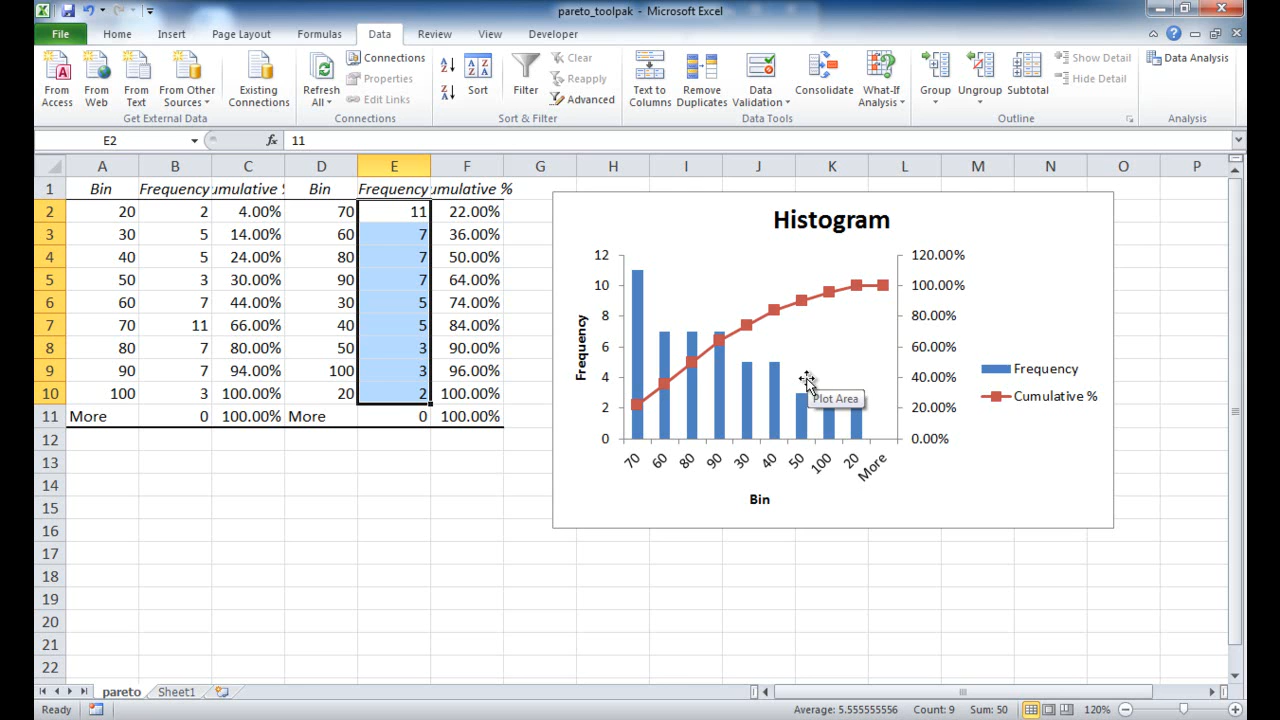 pareto_toolpak - Microsoft Excel
File Home Insert Page Layout Formulas Data Review View Developer
From Access
From Web
From Text
From Other Sources
Existing Connections
Get External Data
Refresh All
Connections
Properties
Edit Links
Connections
Sort
Filter
Clear
Reapply
Advanced
Sort & Filter
Text to Columns
Remove Duplicates
Data Validation
Consolidate
What-If Analysis
Data Tools
Group
Ungroup
Subtotal
Show Detail
Hide Detail
Outline
Data Analysis
Analysis
E2 fx 11
A B C D E F G H I J K L M N O P
1 Bin Frequency umulative % Bin Frequency umulative %
2 20 2 4.00% 70 11 22.00%
3 30 5 14.00% 60 7 36.00%
4 40 5 24.00% 80 7 50.00%
5 50 3 30.00% 90 7 64.00%
6 60 7 44.00% 30 5 74.00%
7 70 11 66.00% 40 5 84.00%
8 80 7 80.00% 50 3 90.00%
9 90 7 94.00% 100 3 96.00%
10 100 3 100.00% 20 2 100.00%
11 More 0 100.00% More 0 100.00%
12
13
14
15
16
17
18
19
20
21
22
Histogram
12 120.00%
10 100.00%
8 80.00%
6 60.00%
4 40.00%
2 20.00%
0 0.00%
Frequency
70 60 80 90 30 40 50 100 20 More
Bin
Plot Area
Frequency
Cumulative %
pareto Sheet1
Ready Average: 5.555555556 Count: 9 Sum: 50 120%